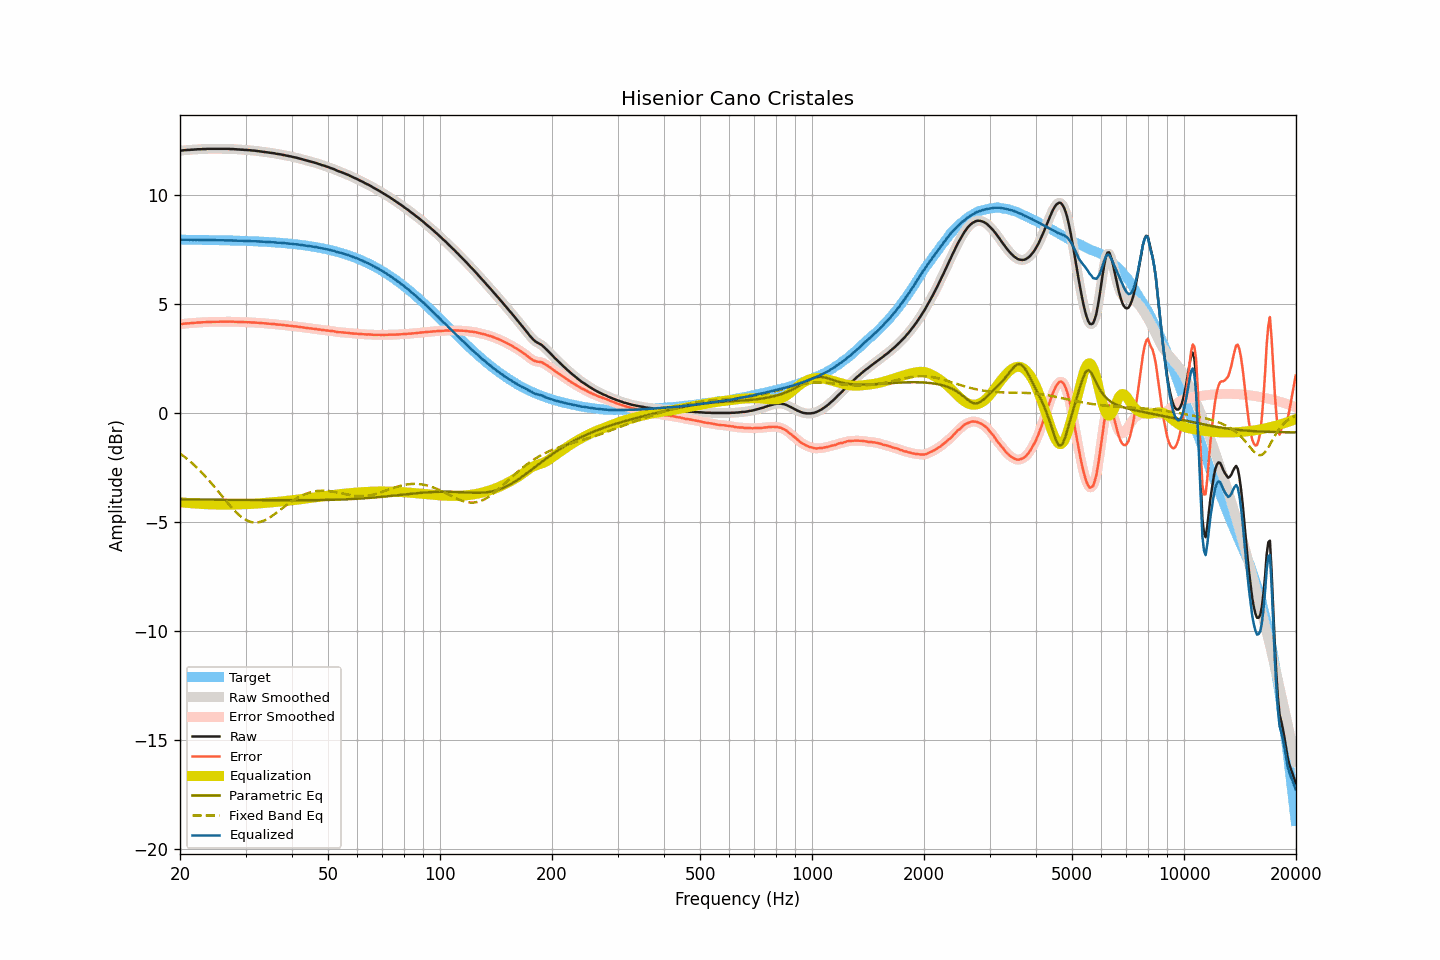 Hisenior Cano Cristales
10
5
0
−5
−10
−15
−20
Amplitude (dBr)
Target
Raw Smoothed
Error Smoothed
Raw
Error
Equalization
Parametric Eq
Fixed Band Eq
Equalized
20 50 100 200 500 1000 2000 5000 10000 20000
Frequency (Hz)